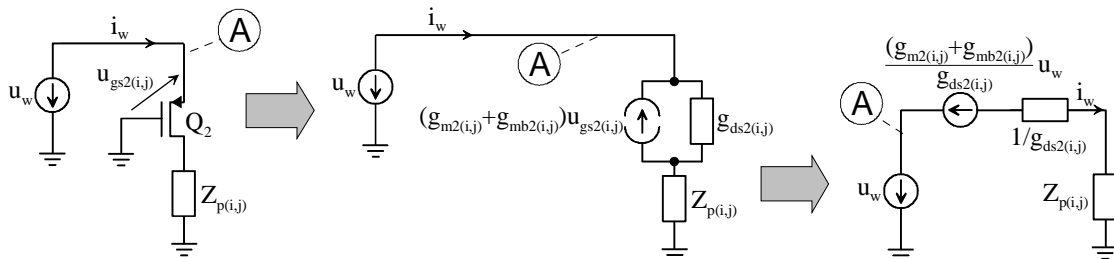 i_w
A
u_gs2(i,j)
u_w
Q_2
Z_p(i,j)
i_w
A
u_w
(g_m2(i,j)+g_mb2(i,j))u_gs2(i,j)
g_ds2(i,j)
Z_p(i,j)
(g_m2(i,j)+g_mb2(i,j))
g_ds2(i,j)
u_w
A
i_w
1/g_ds2(i,j)
u_w
Z_p(i,j)